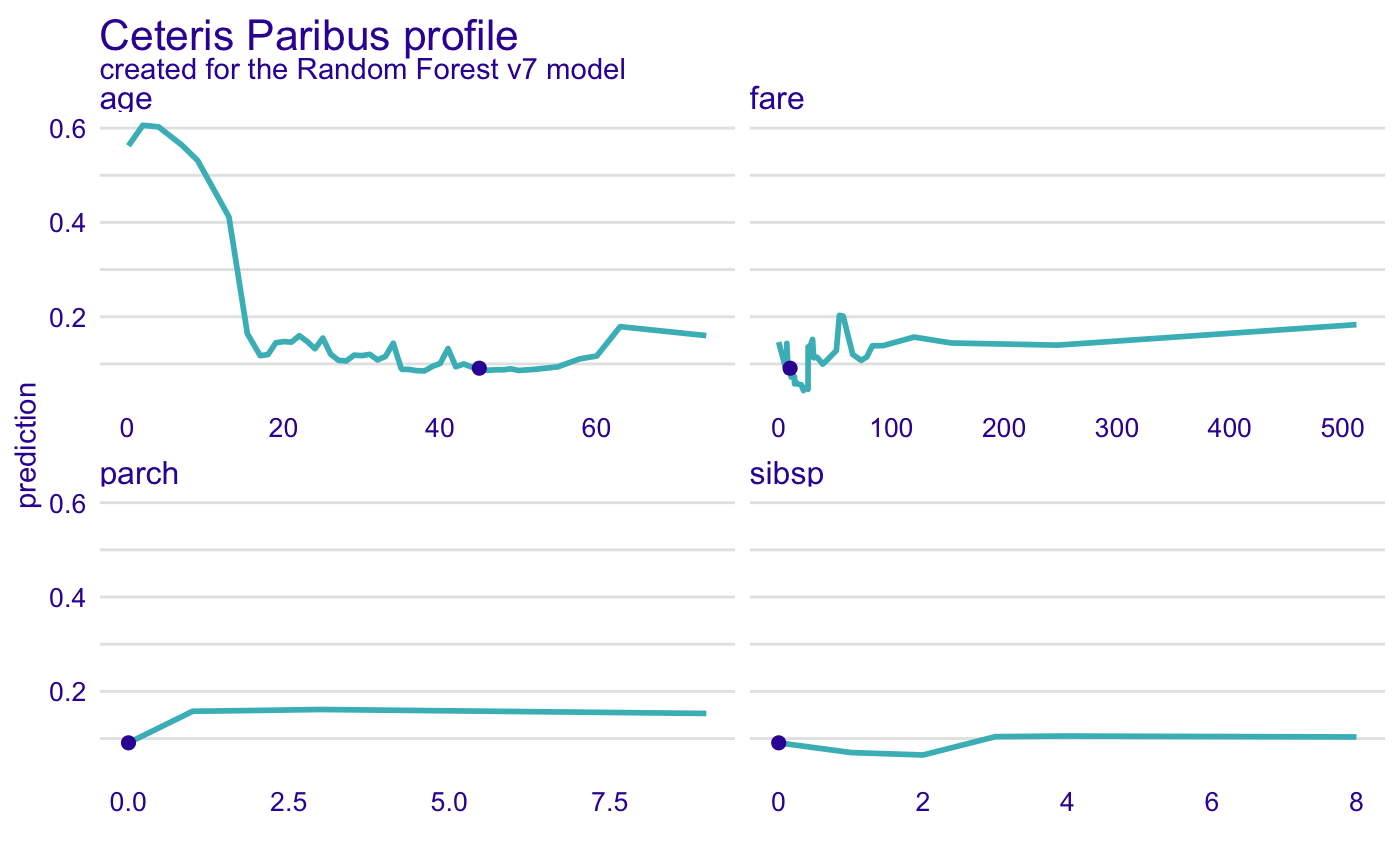 Ceteris Paribus profile
created for the Random Forest v7 model
age
fare
0.6
0.4
0.2
0 20 40 60
0 100 200 300 400 500
prediction
parch
sibsp
0.6
0.4
0.2
0.0 2.5 5.0 7.5
0 2 4 6 8